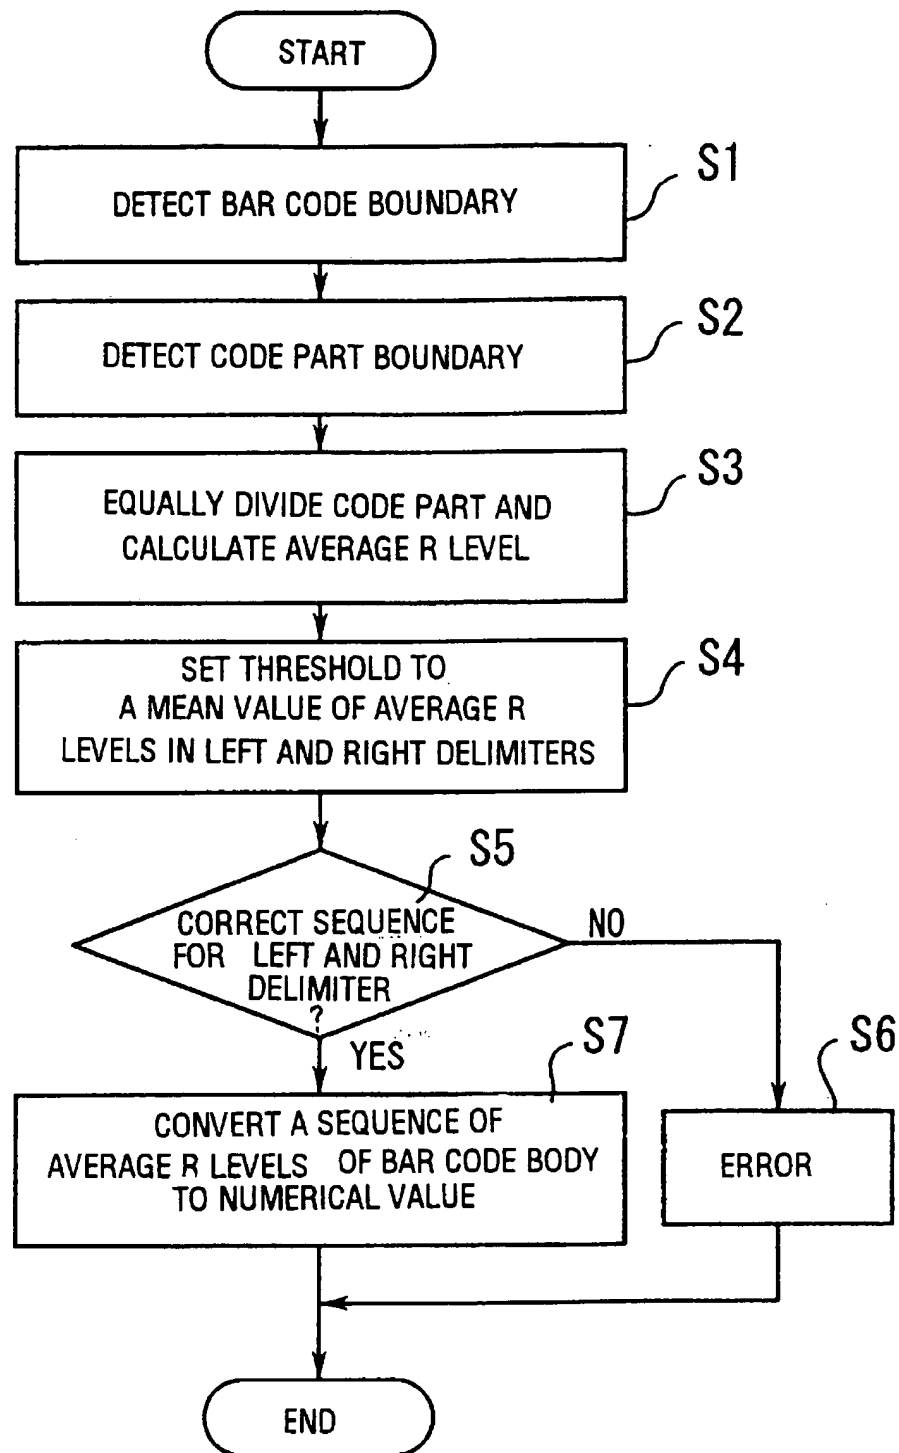 START
S1
DETECT BAR CODE BOUNDARY
S2
DETECT CODE PART BOUNDARY
S3
EQUALLY DIVIDE CODE PART AND
CALCULATE AVERAGE R LEVEL
S4
SET THRESHOLD TO
A MEAN VALUE OF AVERAGE R
LEVELS IN LEFT AND RIGHT DELIMITERS
S5
CORRECT SEQUENCE
FOR LEFT AND RIGHT
DELIMITER
?
NO
YES
S7
S6
CONVERT A SEQUENCE OF
AVERAGE R LEVELS OF BAR CODE BODY
TO NUMERICAL VALUE
ERROR
END